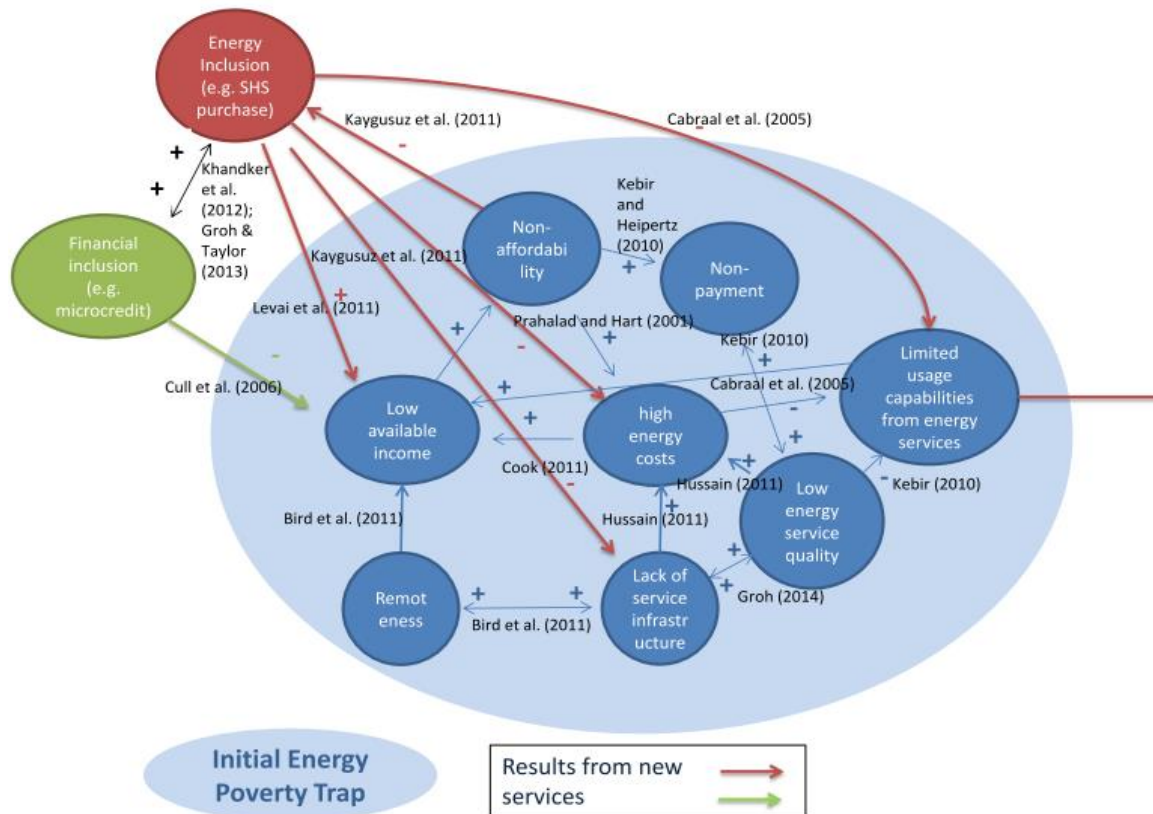 Energy
Inclusion
(e.g. SHS
purchase)
Kaygusuz et al. (2011)
-
Cabraal et al. (2005)
-
+
+
Khandker
et al.
(2012);
Groh &
Taylor
(2013)
Financial
inclusion
(e.g.
microcredit)
Non-
affordabi
lity
Kebir
and
Heipertz
(2010)
+
Non-
payment
Kaygusuz et al. (2011)
Levai et al. (2011)
+
-
Cull et al. (2006)
+
Prahalad and Hart (2001)
+
-
Kebir (2010)
+
+
Cabraal et al. (2005)
-
+
Limited
usage
capabilities
from energy
services
Low
available
income
+
Cook (2011)
-
high
energy
costs
Hussain (2011)
+
Low
energy
service
quality
-
Kebir (2010)
Bird et al. (2011)
Hussain (2011)
+
Remot
eness
+
+
Bird et al. (2011)
Lack of
service
infrastr
ucture
+
+
Groh (2014)
Initial Energy
Poverty Trap
Results from new
services